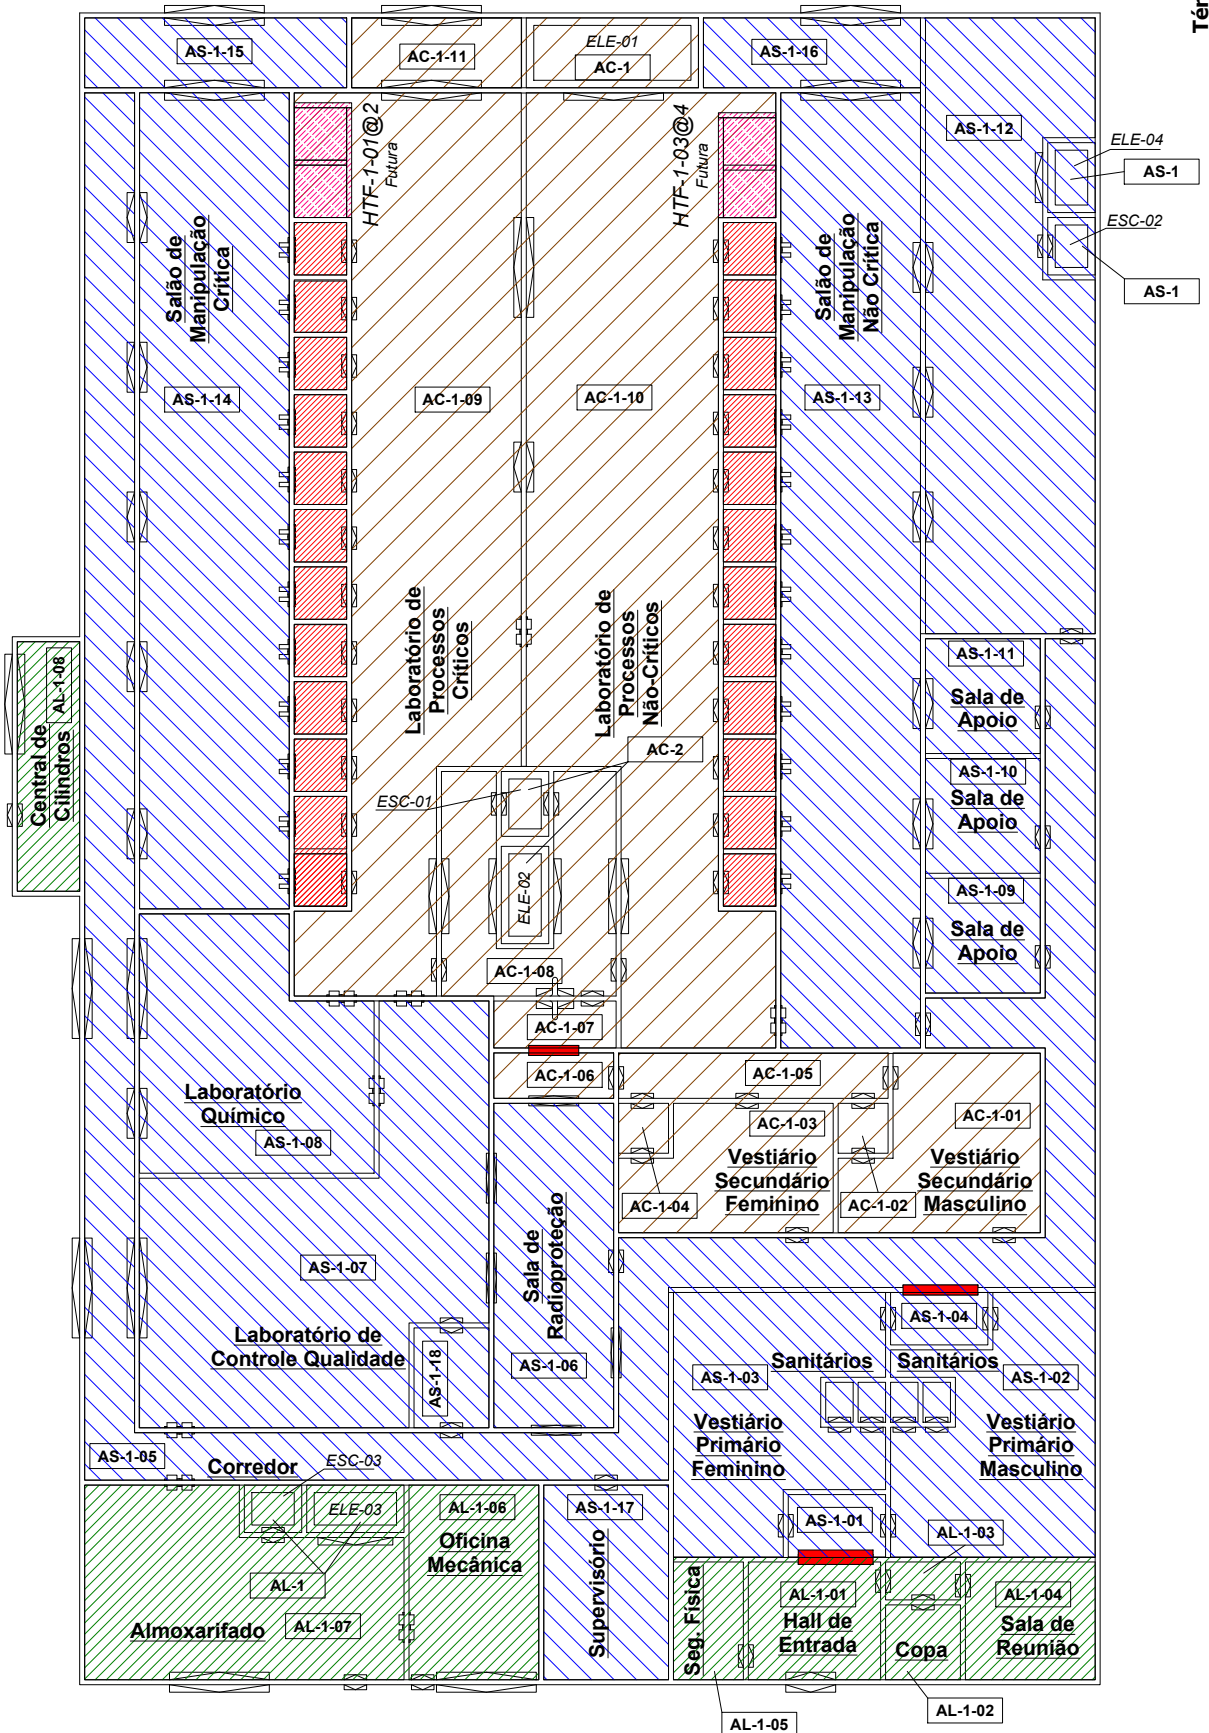 Tér
AS-1-15
AC-1-11
ELE-01
AC-1
AS-1-16
AS-1-12
ELE-04
AS-1
ESC-02
AS-1
HTF-1-01@2
Futura
HTF-1-03@4
Futura
Salão de
Manipulação
Crítica
AS-1-14
AC-1-09
AC-1-10
Salão de
Manipulação
Não Crítica
AS-1-13
Central de
Cilindros
AL-1-08
Laboratório de
Processos
Críticos
Laboratório de
Processos
Não-Críticos
AC-2
ESC-01
ELE-02
AC-1-08
AC-1-07
AC-1-06
AS-1-11
Sala de
Apoio
AS-1-10
Sala de
Apoio
AS-1-09
Sala de
Apoio
Laboratório
Químico
AS-1-08
AC-1-05
AC-1-03
Vestiário
Secundário
Feminino
AC-1-04
AC-1-01
Vestiário
Secundário
Masculino
AC-1-02
AS-1-07
Laboratório de
Controle Qualidade
AS-1-18
Sala de
Radioproteção
AS-1-06
AS-1-04
Sanitários
Sanitários
AS-1-03
AS-1-02
Vestiário
Primário
Feminino
Vestiário
Primário
Masculino
AS-1-05
Corredor
ESC-03
ELE-03
AL-1
AL-1-06
Oficina
Mecânica
AS-1-17
Supervisório
AS-1-01
AL-1-03
Almoxarifado
AL-1-07
Seg. Física
AL-1-01
Hall de
Entrada
Copa
AL-1-04
Sala de
Reunião
AL-1-02
AL-1-05